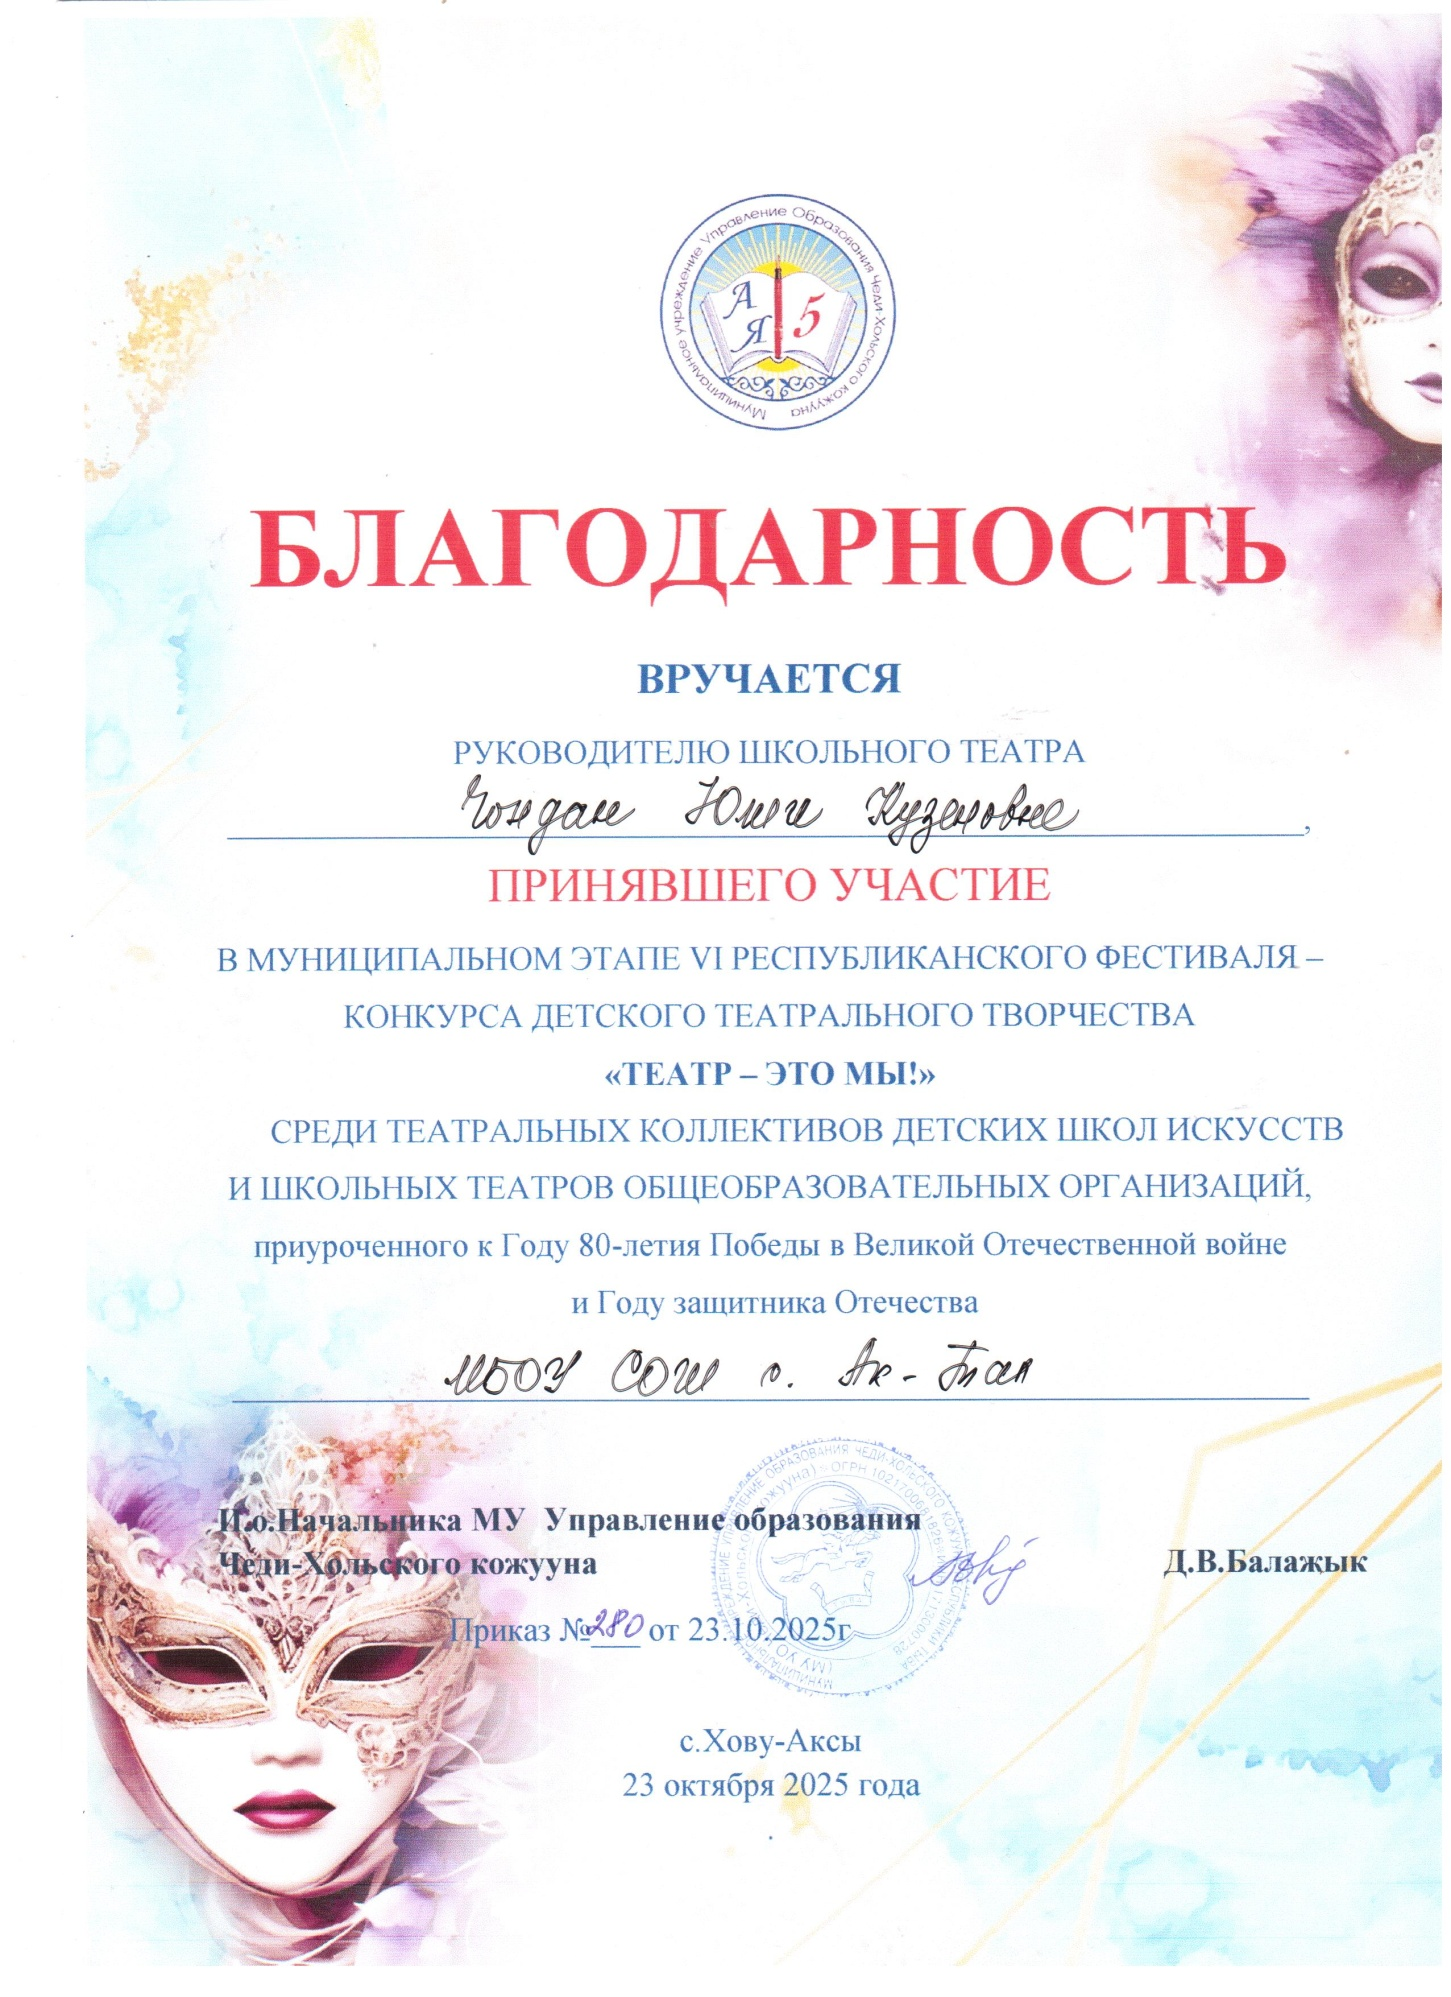 Муниципальное учреждение Управление Образования Чеди-Хольского кожууна
А Я 5
БЛАГОДАРНОСТЬ
ВРУЧАЕТСЯ
РУКОВОДИТЕЛЮ ШКОЛЬНОГО ТЕАТРА
Чондан Юлии Кузеновне,
ПРИНЯВШЕГО УЧАСТИЕ
В МУНИЦИПАЛЬНОМ ЭТАПЕ VI РЕСПУБЛИКАНСКОГО ФЕСТИВАЛЯ –
КОНКУРСА ДЕТСКОГО ТЕАТРАЛЬНОГО ТВОРЧЕСТВА
«ТЕАТР – ЭТО МЫ!»
СРЕДИ ТЕАТРАЛЬНЫХ КОЛЛЕКТИВОВ ДЕТСКИХ ШКОЛ ИСКУССТВ
И ШКОЛЬНЫХ ТЕАТРОВ ОБЩЕОБРАЗОВАТЕЛЬНЫХ ОРГАНИЗАЦИЙ,
приуроченного к Году 80-летия Победы в Великой Отечественной войне
и Году защитника Отечества
МБОУ СОШ с. Ак-Тал
И.о.Начальника МУ Управление образования
Чеди-Хольского кожууна
Д.В.Балажык
Приказ №280 от 23.10.2025г
с.Хову-Аксы
23 октября 2025 года